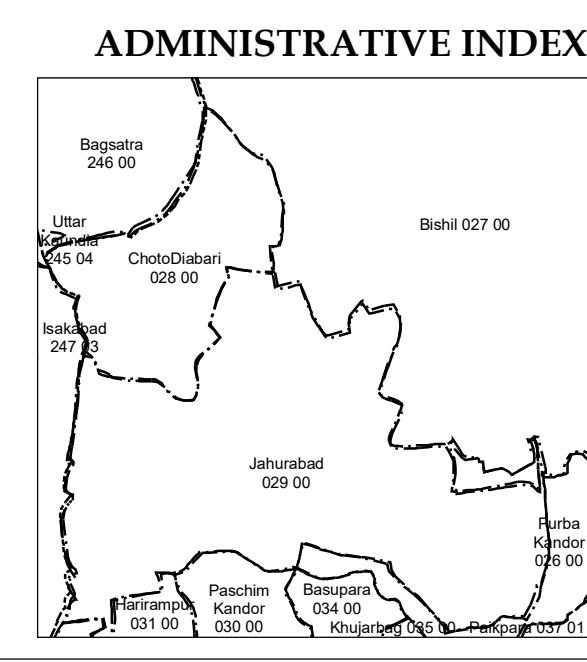 ADMINISTRATIVE INDEX
Bagsatra
246 00
Uttar
Kaundia
245 04
Bishil 027 00
ChotoDiabari
028 00
Isakabad
247 03
Jahurabad
029 00
Purba
Kandor
026 00
Harirampur
031 00
Paschim
Kandor
030 00
Basupara
034 00
Khujarbag 035 00
Paikpara 037 01